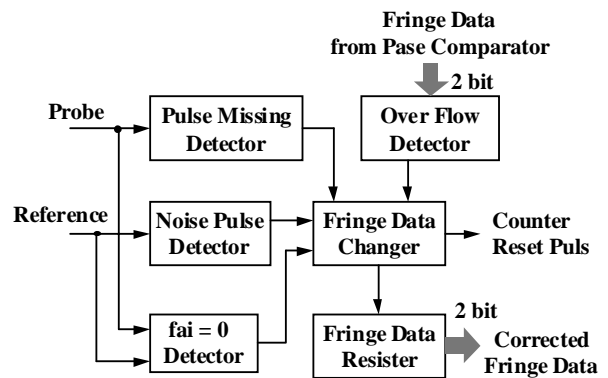 Fringe Data
from Pase Comparator
2 bit
Probe
Pulse Missing
Detector
Over Flow
Detector
Reference
Noise Pulse
Detector
Fringe Data
Changer
Counter
Reset Puls
fai = 0
Detector
Fringe Data
Resister
2 bit
Corrected
Fringe Data